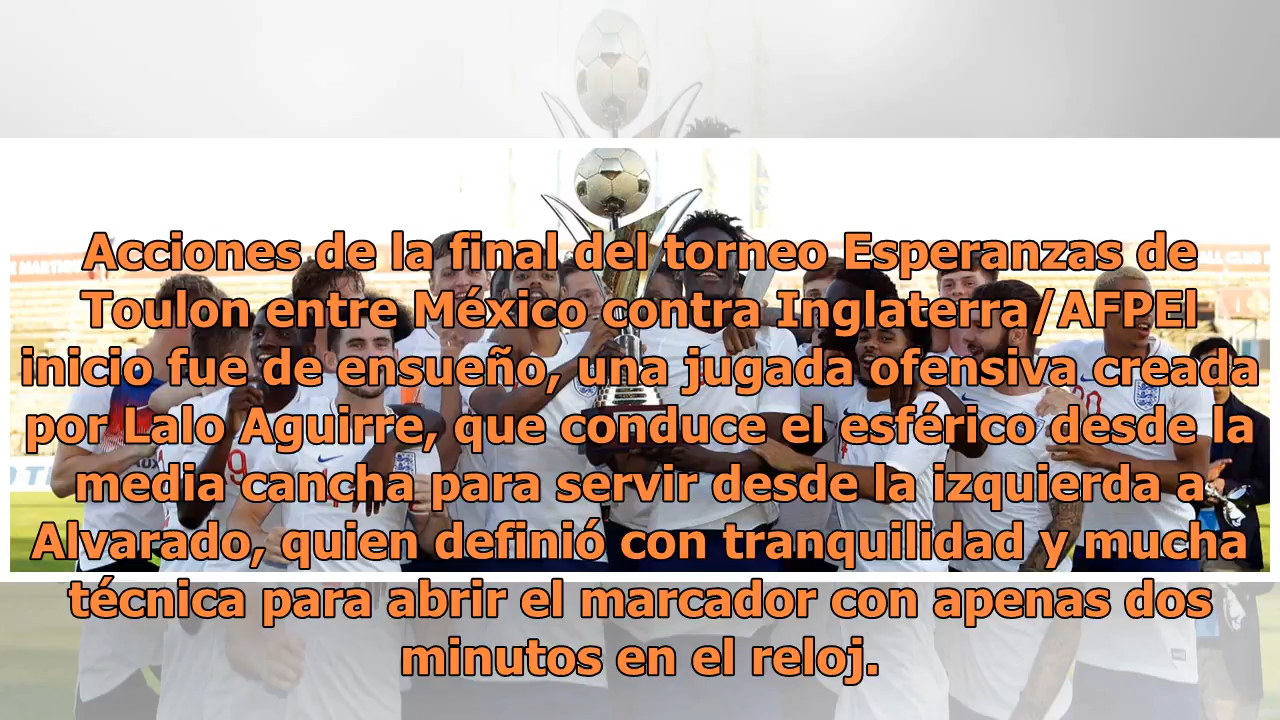 Acciones de la final del torneo Esperanzas de
Toulon entre México contra Inglaterra/AFPEl
inicio fue de ensueño, una jugada ofensiva creada
por Lalo Aguirre, que conduce el esférico desde la
media cancha para servir desde la izquierda a
Alvarado, quien definió con tranquilidad y mucha
técnica para abrir el marcador con apenas dos
minutos en el reloj.